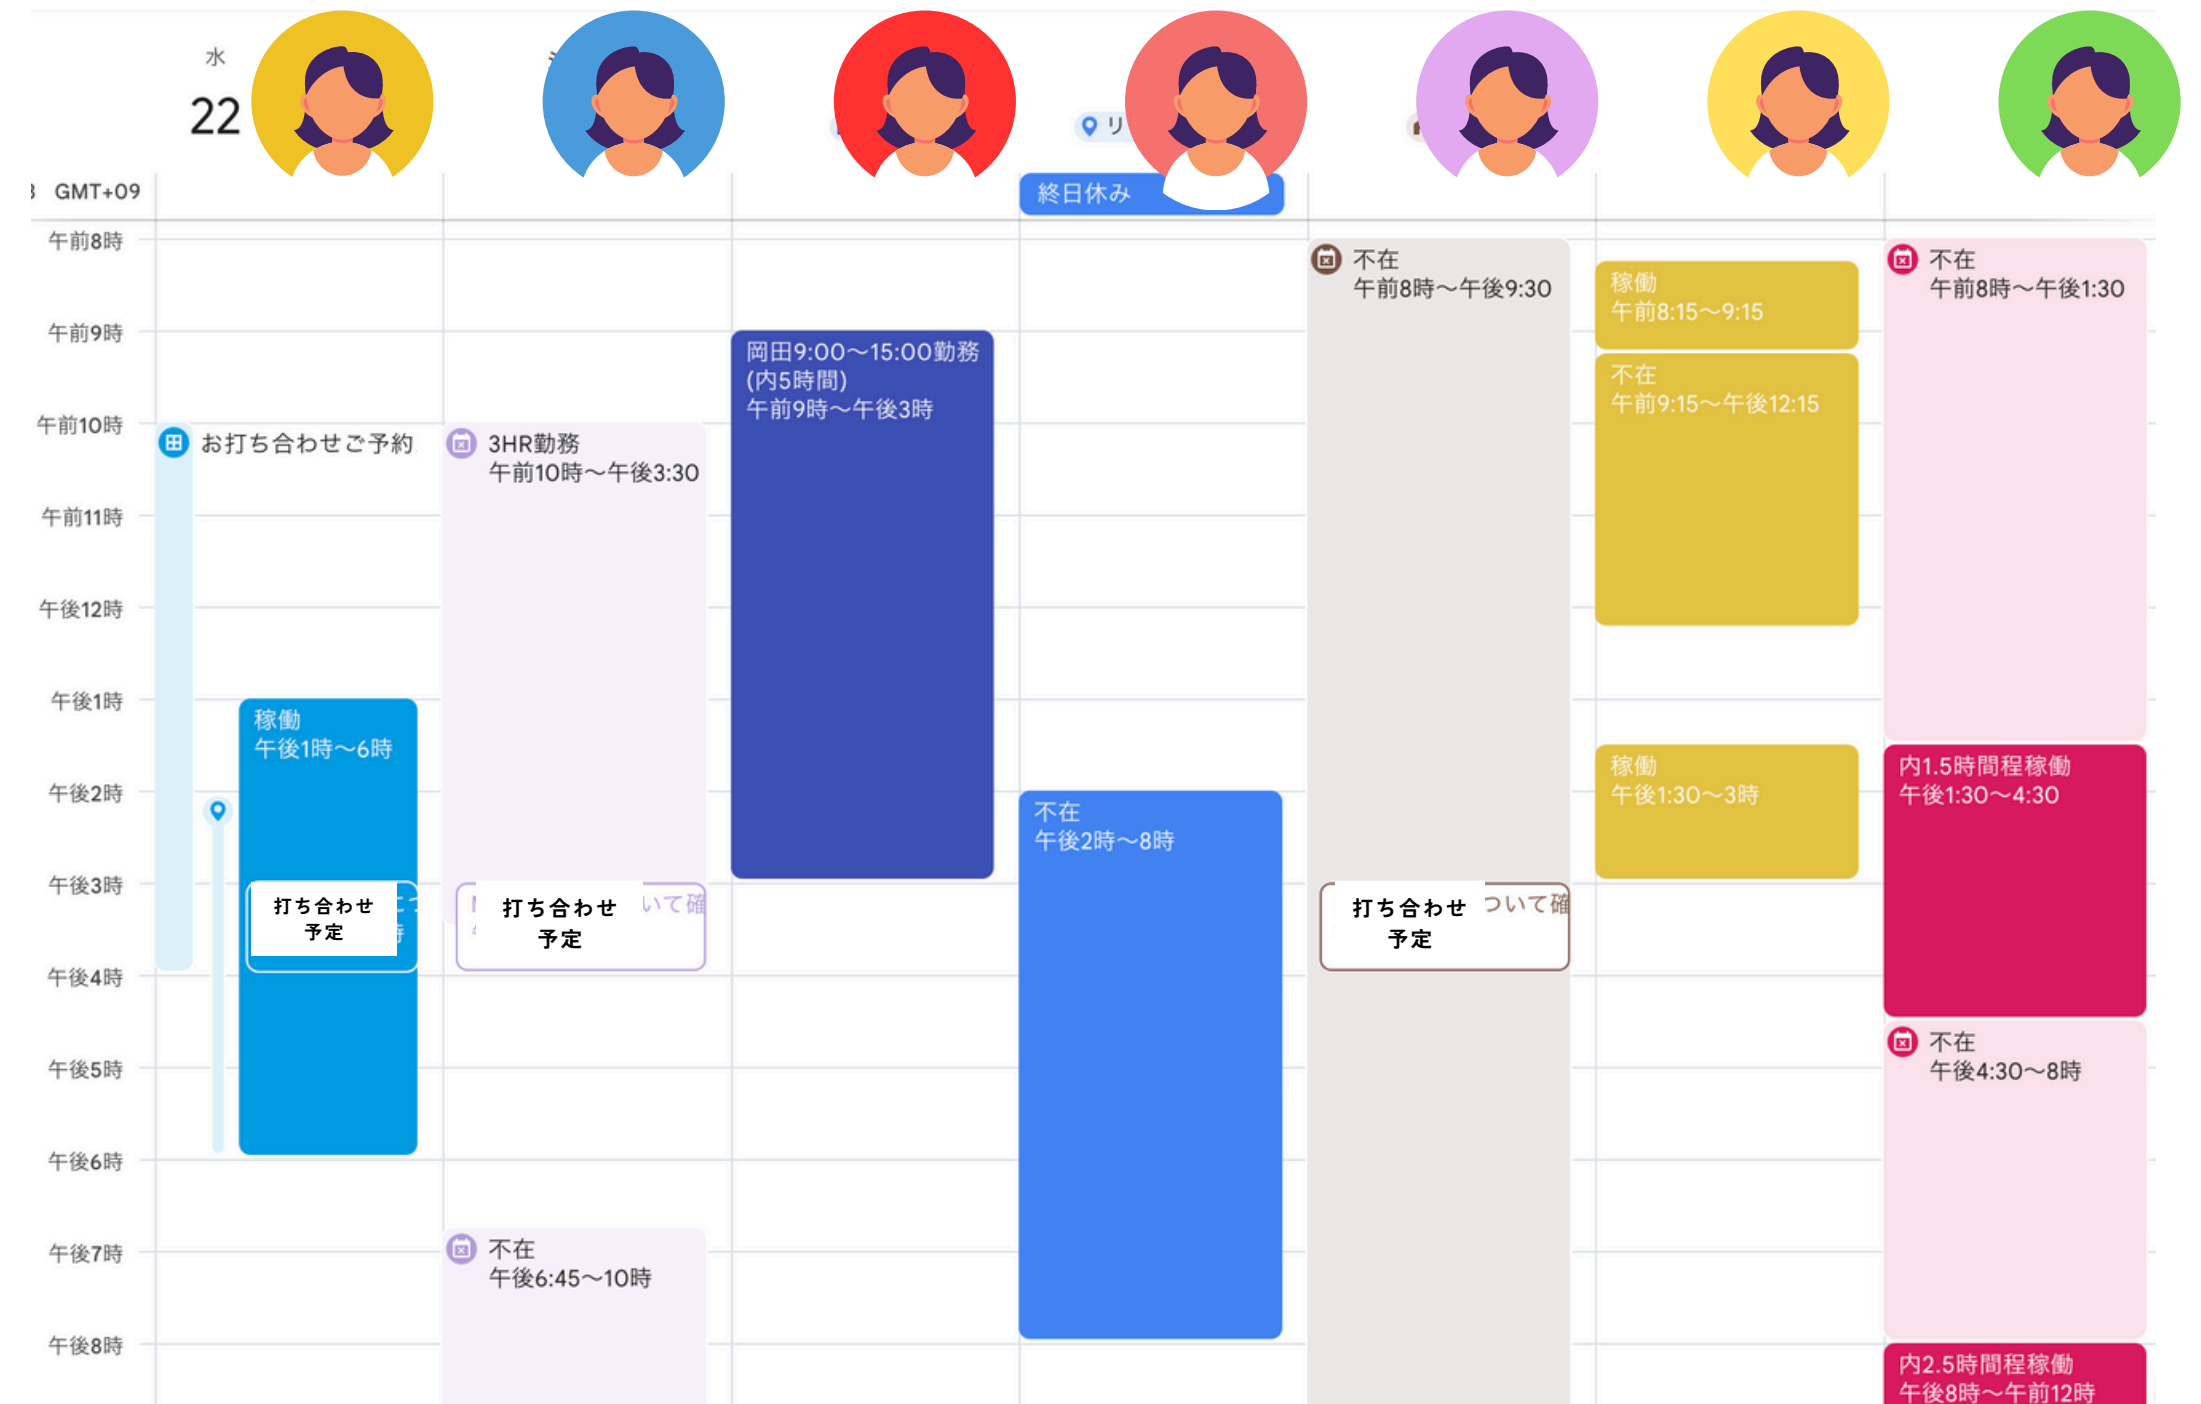 水
22
リ
GMT+09
終日休み
午前8時
午前9時
午前10時
午前11時
午後12時
午後1時
午後2時
午後3時
午後4時
午後5時
午後6時
午後7時
午後8時
お打ち合わせご予約
稼働
午後1時～6時
打ち合わせ
予定
時
3HR勤務
午前10時～午後3:30
打ち合わせ
予定
いて確
不在
午後6:45～10時
岡田9:00～15:00勤務
(内5時間)
午前9時～午後3時
不在
午後2時～8時
不在
午前8時～午後9:30
打ち合わせ
予定
ついて確
稼働
午前8:15～9:15
不在
午前9:15～午後12:15
稼働
午後1:30～3時
不在
午前8時～午後1:30
内1.5時間程稼働
午後1:30～4:30
不在
午後4:30～8時
内2.5時間程稼働
午後8時～午前12時